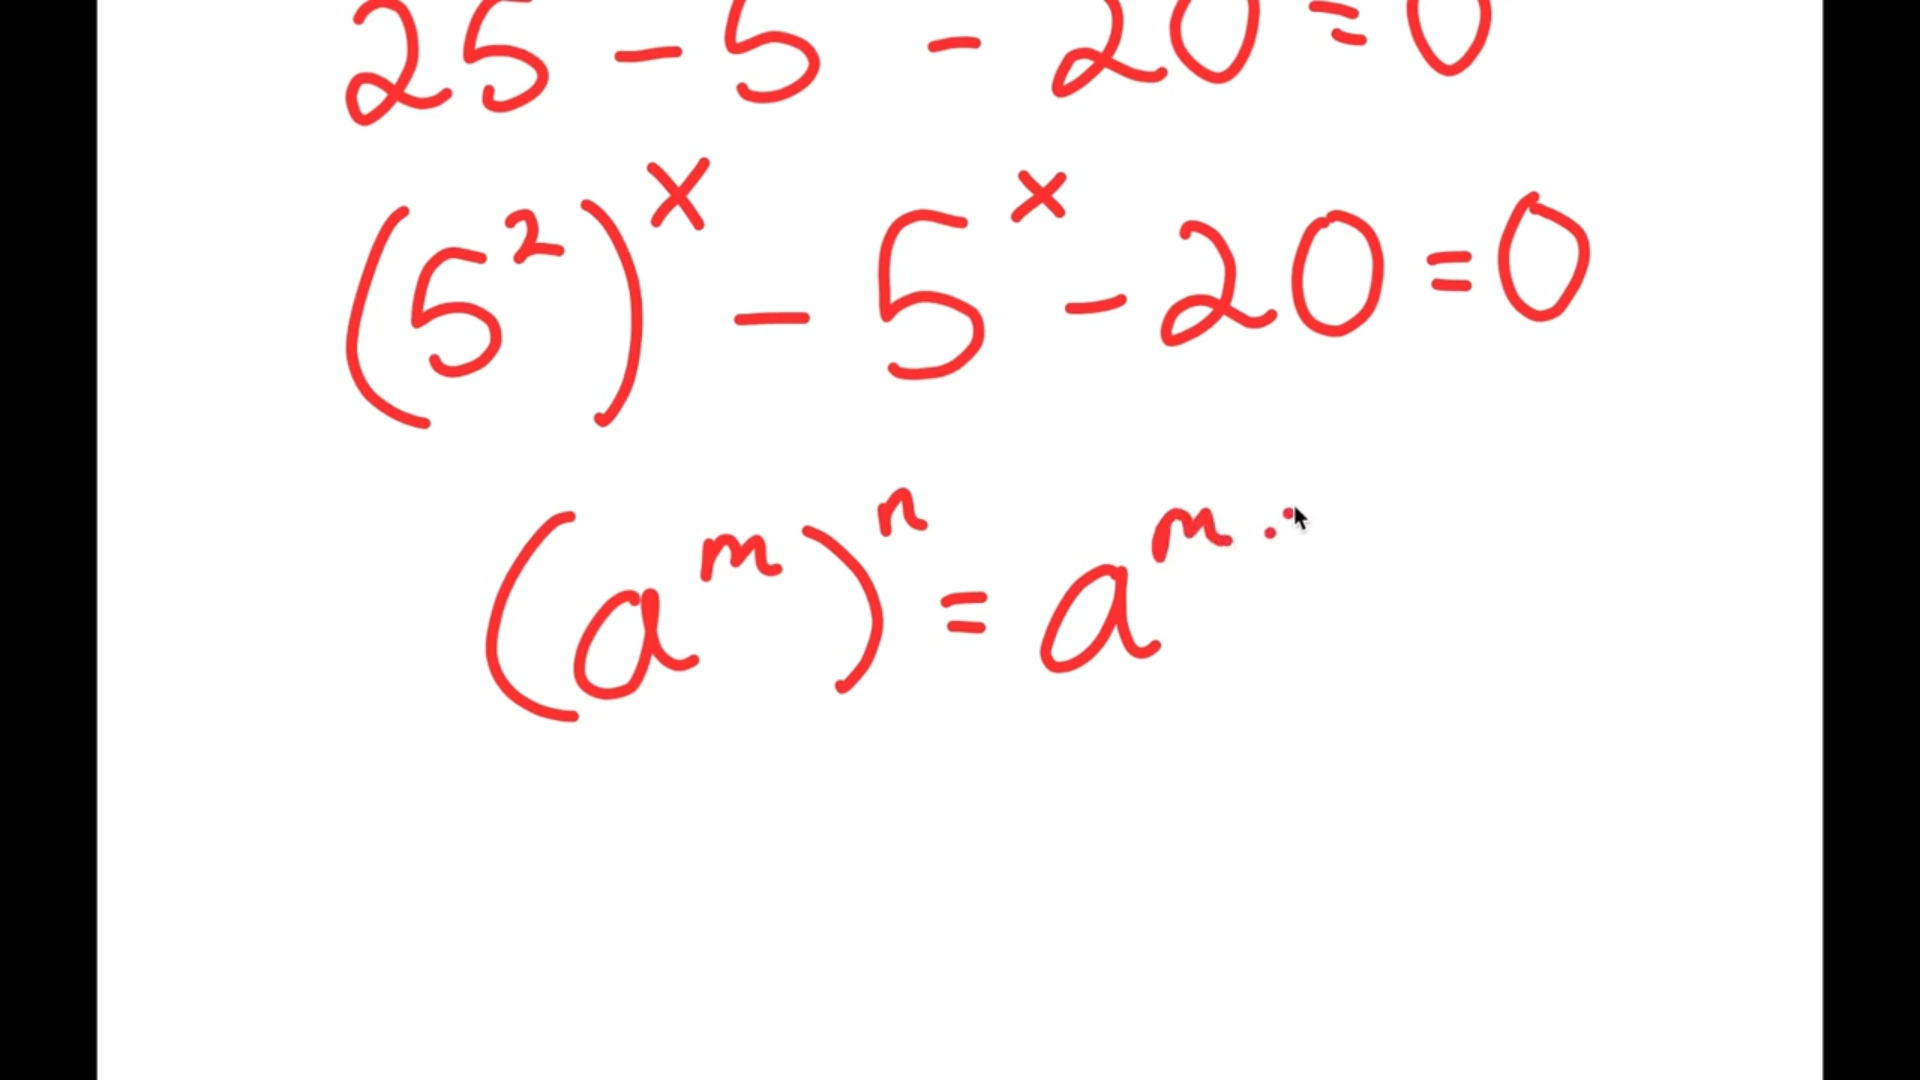 25 - 5 - 20 = 0
(5²)ˣ - 5ˣ - 20 = 0
(aᵐ)ⁿ = aᵐ ·